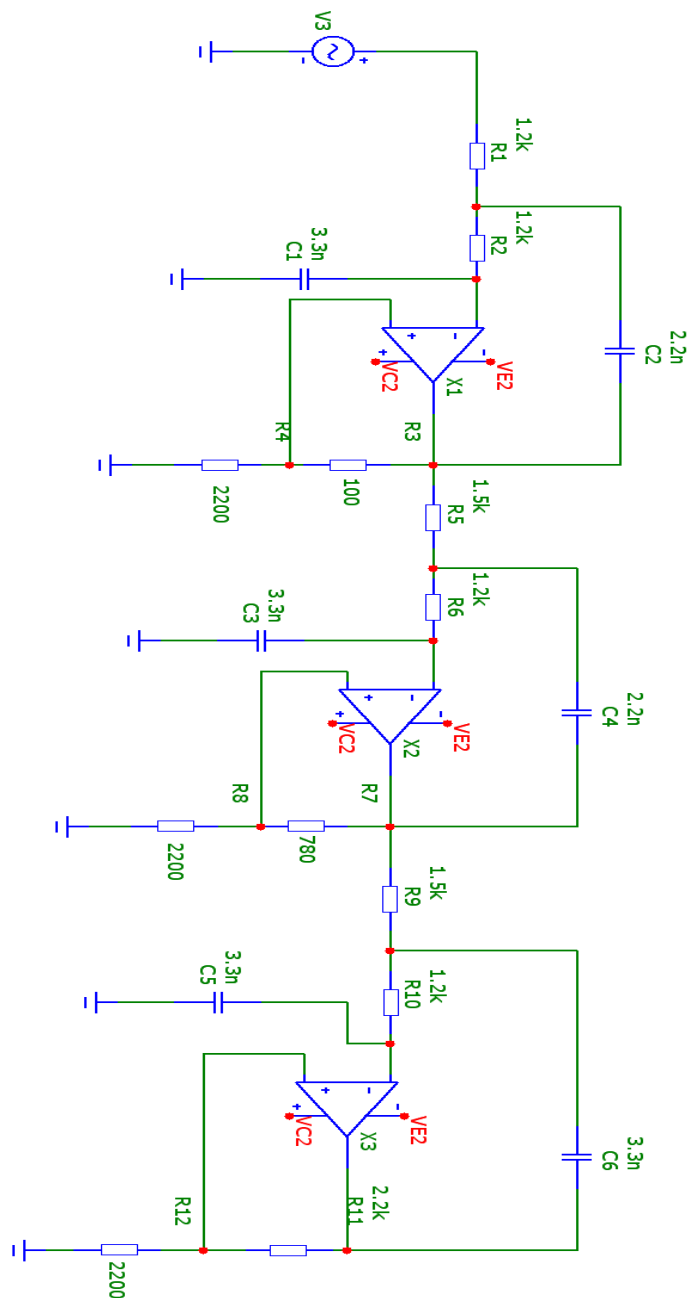 V3
-
+
1.2k
R1
1.2k
R2
3.3n
C1
2.2n
C2
+
-
+
-
VC2
VE2
X1
R4
R3
2200
100
1.5k
R5
1.2k
R6
3.3n
C3
2.2n
C4
+
-
+
-
VC2
VE2
X2
R8
R7
2200
780
1.5k
R9
1.2k
R10
3.3n
C5
3.3n
C6
+
-
+
-
VC2
VE2
X3
R12
2.2k
R11
2200